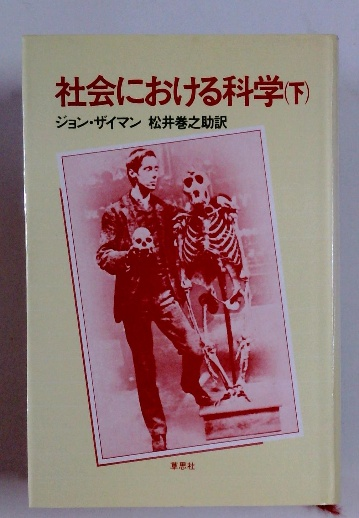 社会における科学(下)
ジョン・ザイマン 松井巻之助訳
草思社